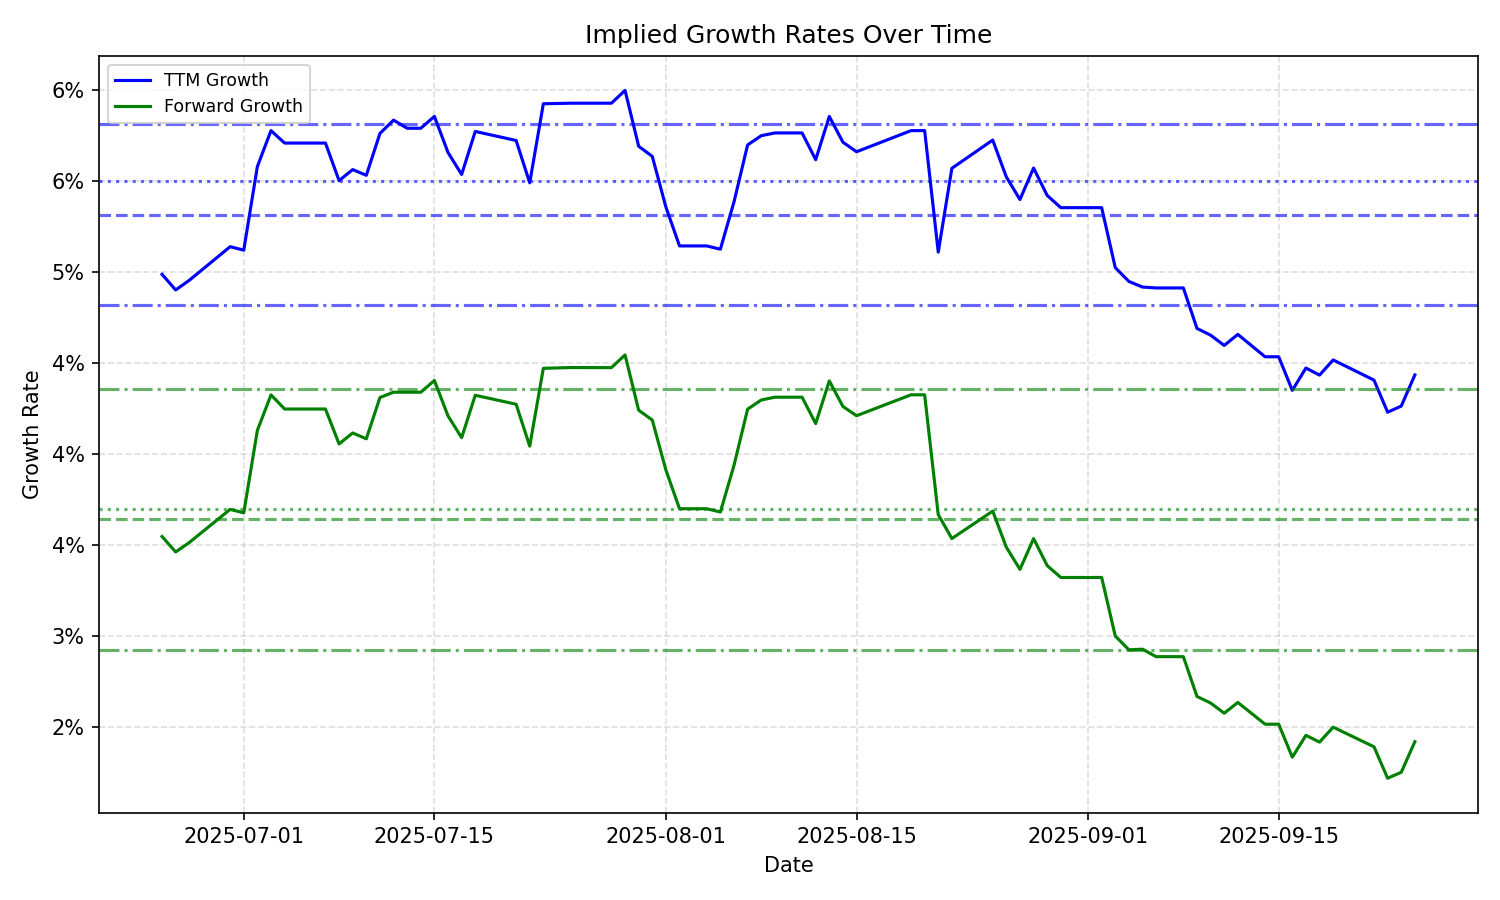 Implied Growth Rates Over Time
TTM Growth
Forward Growth
6%
6%
5%
4%
4%
4%
3%
2%
Growth Rate
2025-07-01
2025-07-15
2025-08-01
2025-08-15
2025-09-01
2025-09-15
Date